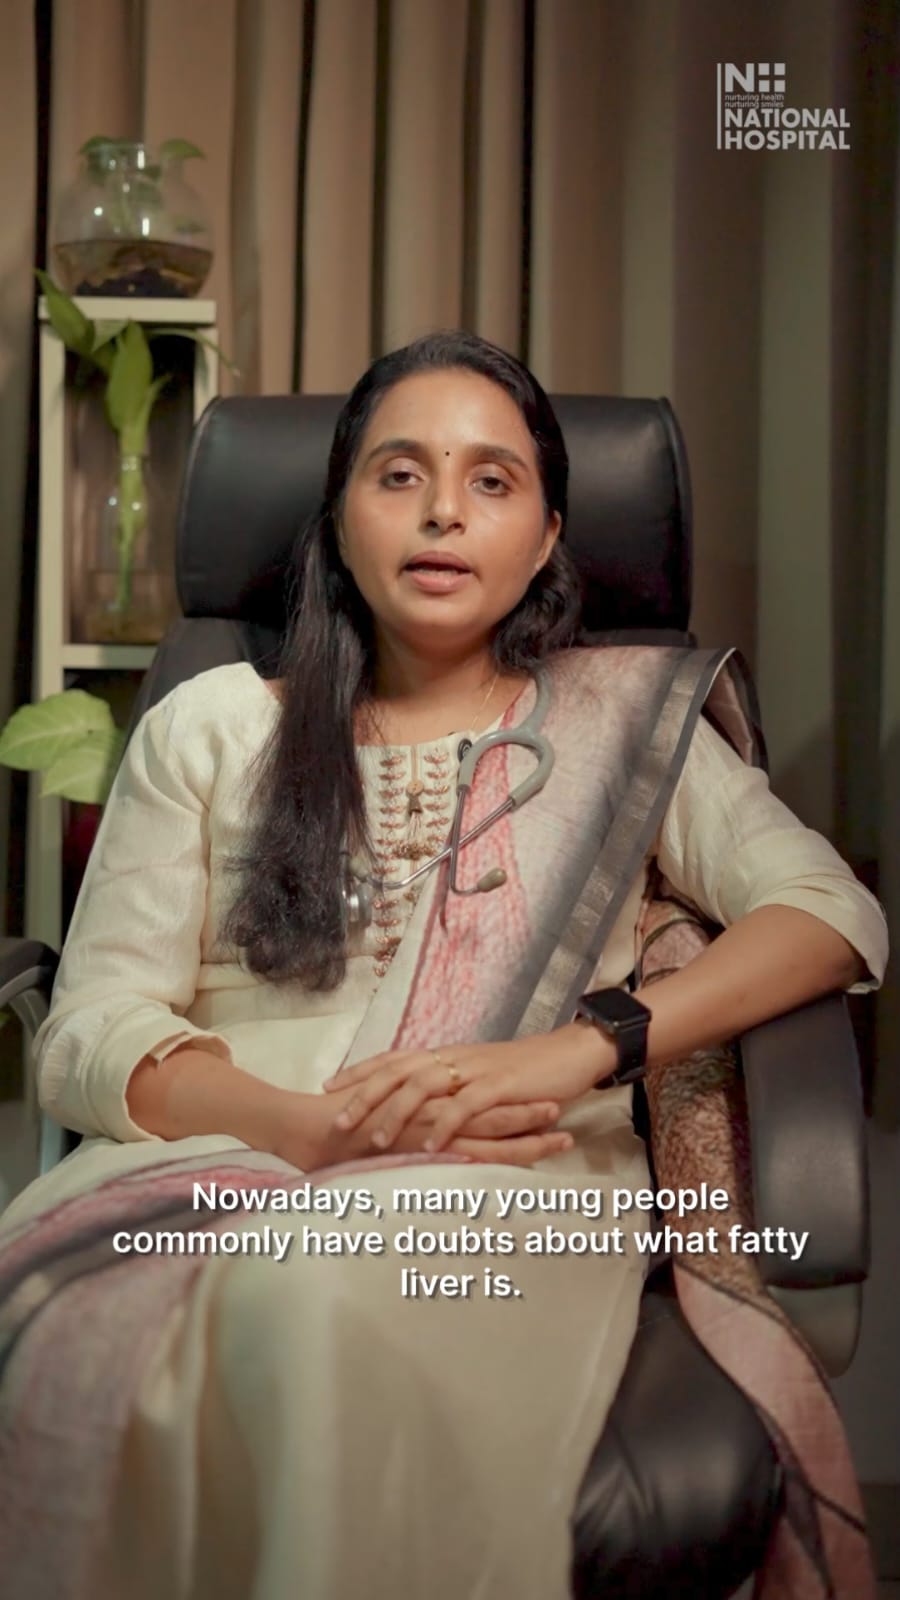 NH
nurturing health
nurturing smiles
NATIONAL
HOSPITAL
Nowadays, many young people
commonly have doubts about what fatty
liver is.